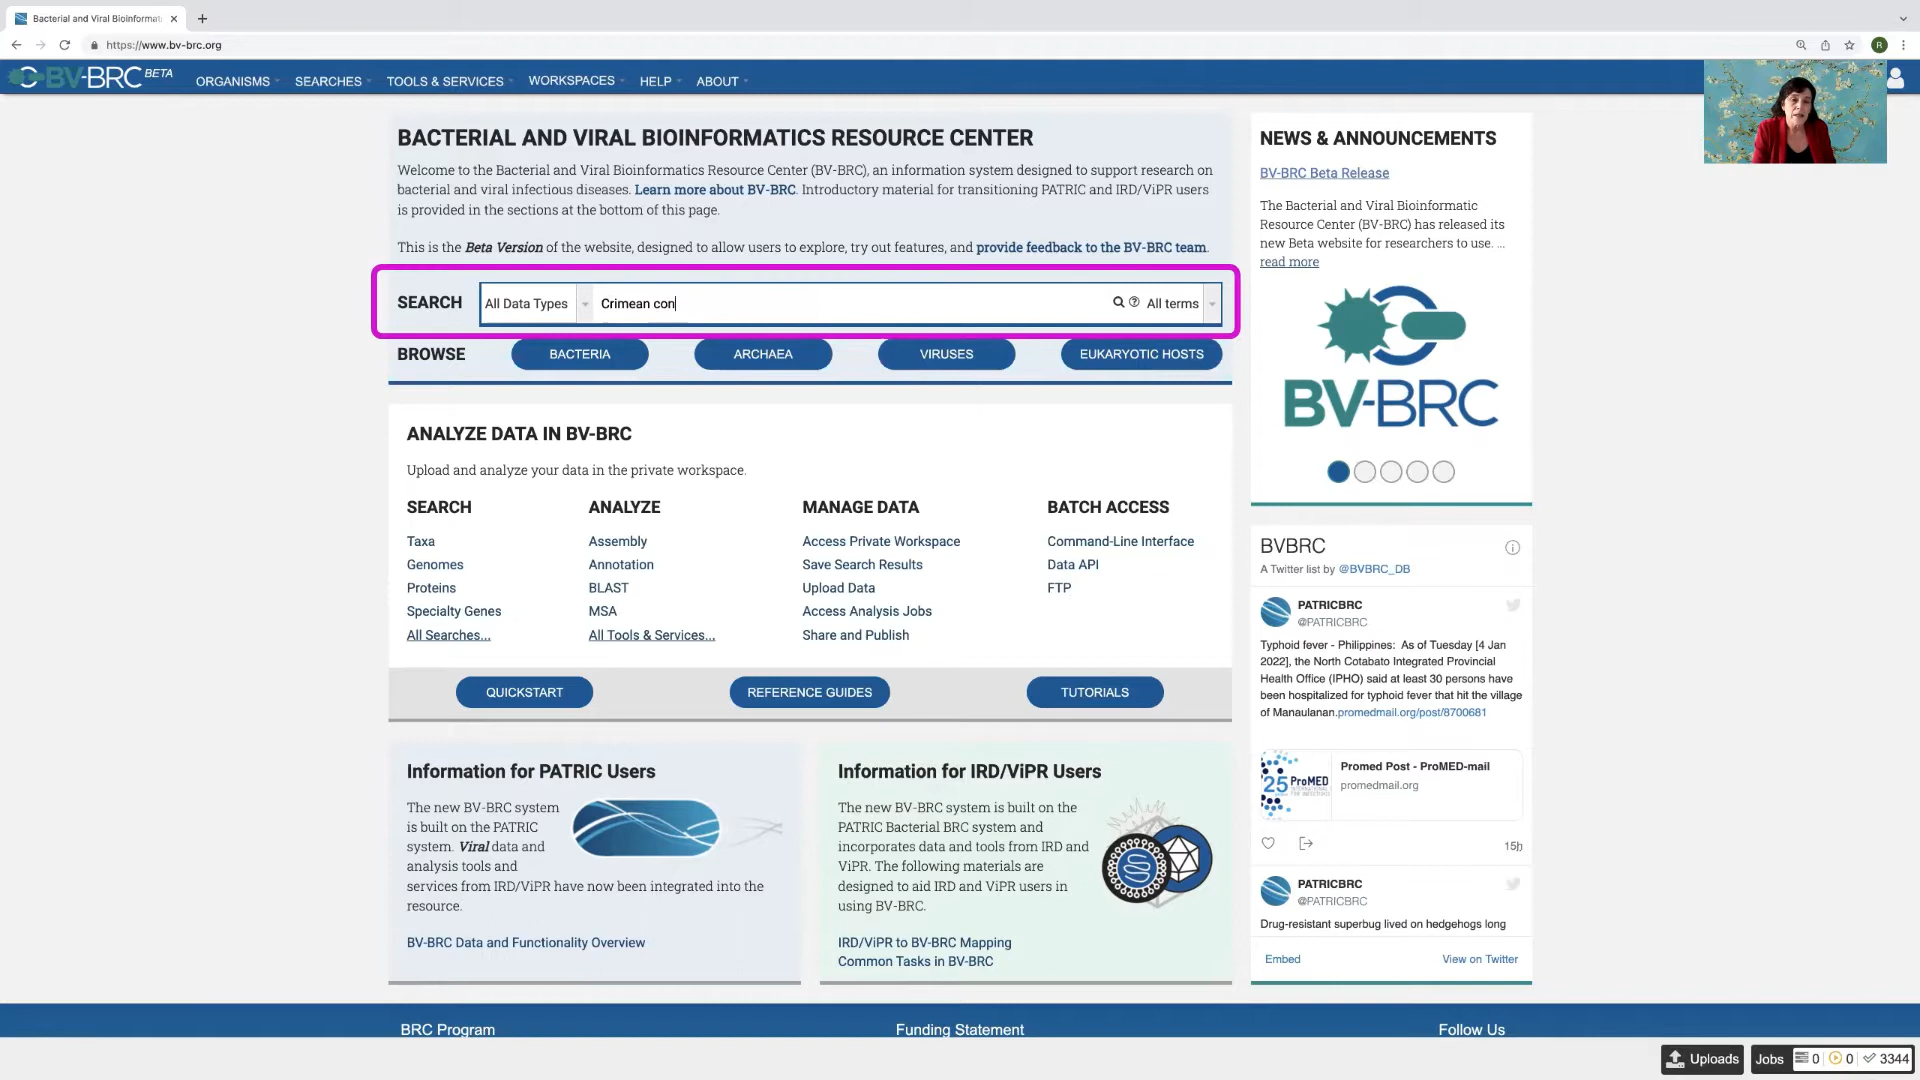 Bacterial and Viral Bioinformat
https://www.bv-brc.org
R
BV-BRC BETA
ORGANISMS
SEARCHES
TOOLS & SERVICES
WORKSPACES
HELP
ABOUT
BACTERIAL AND VIRAL BIOINFORMATICS RESOURCE CENTER
Welcome to the Bacterial and Viral Bioinformatics Resource Center (BV-BRC), an information system designed to support research on
bacterial and viral infectious diseases. Learn more about BV-BRC. Introductory material for transitioning PATRIC and IRD/ViPR users
is provided in the sections at the bottom of this page.
This is the Beta Version of the website, designed to allow users to explore, try out features, and provide feedback to the BV-BRC team.
SEARCH
All Data Types
Crimean con
All terms
BROWSE
BACTERIA
ARCHAEA
VIRUSES
EUKARYOTIC HOSTS
ANALYZE DATA IN BV-BRC
Upload and analyze your data in the private workspace.
SEARCH
Taxa
Genomes
Proteins
Specialty Genes
All Searches...
ANALYZE
Assembly
Annotation
BLAST
MSA
All Tools & Services...
MANAGE DATA
Access Private Workspace
Save Search Results
Upload Data
Access Analysis Jobs
Share and Publish
BATCH ACCESS
Command-Line Interface
Data API
FTP
QUICKSTART
REFERENCE GUIDES
TUTORIALS
Information for PATRIC Users
The new BV-BRC system
is built on the PATRIC
system. Viral data and
analysis tools and
services from IRD/ViPR have now been integrated into the
resource.
BV-BRC Data and Functionality Overview
Information for IRD/ViPR Users
The new BV-BRC system is built on the
PATRIC Bacterial BRC system and
incorporates data and tools from IRD and
ViPR. The following materials are
designed to aid IRD and ViPR users in
using BV-BRC.
IRD/ViPR to BV-BRC Mapping
Common Tasks in BV-BRC
NEWS & ANNOUNCEMENTS
BV-BRC Beta Release
The Bacterial and Viral Bioinformatic
Resource Center (BV-BRC) has released its
new Beta website for researchers to use. ...
read more
BV-BRC
BVBRC
A Twitter list by @BVBRC_DB
PATRICBRC
@PATRICBRC
Typhoid fever - Philippines: As of Tuesday [4 Jan
2022], the North Cotabato Integrated Provincial
Health Office (IPHO) said at least 30 persons have
been hospitalized for typhoid fever that hit the village
of Manaulanan.promedmail.org/post/8700681
25 ProMED
Promed Post - ProMED-mail
promedmail.org
15h
PATRICBRC
@PATRICBRC
Drug-resistant superbug lived on hedgehogs long
Embed
View on Twitter
BRC Program
Funding Statement
Follow Us
Uploads
Jobs 0 0 3344